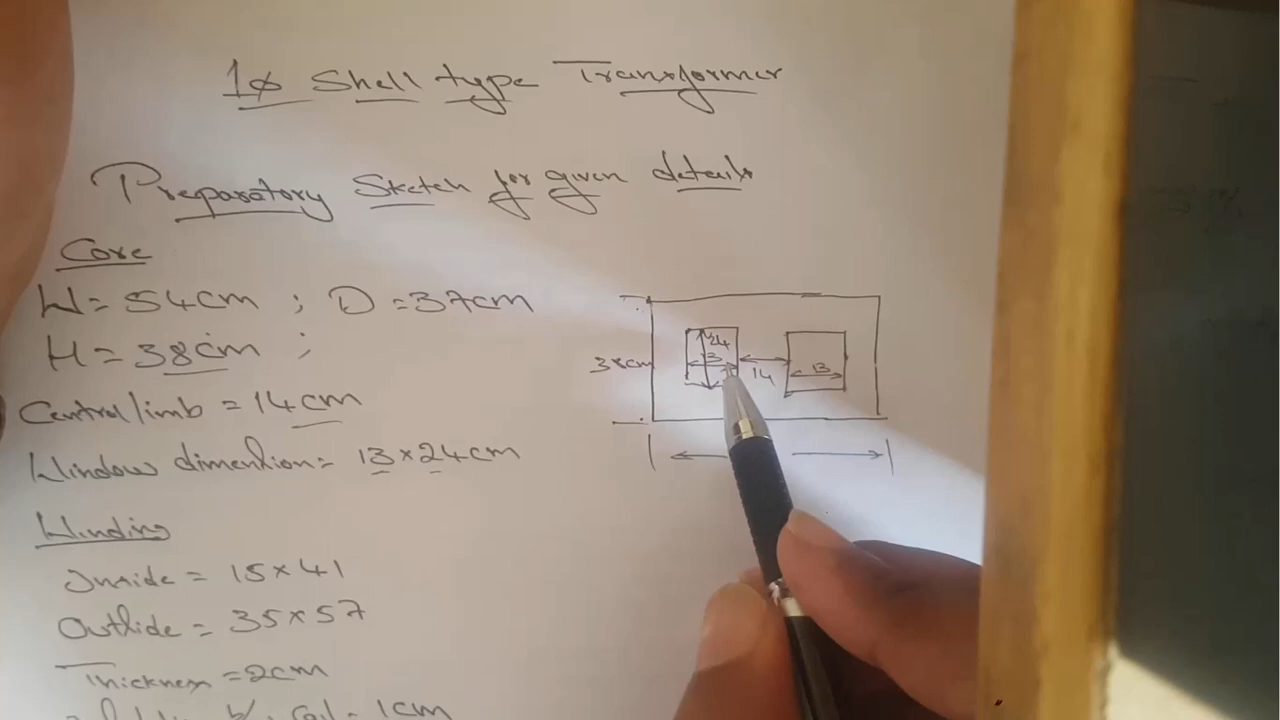 1ϕ Shell type Transformer
Preparatory Sketch for given details
Core
W = 54cm ; D = 37cm
H = 38cm ;
Central limb = 14cm
Window dimension = 13 × 24cm
Winding
Inside = 15 × 41
Outside = 35 × 57
Thickness = 2cm
= 1cm
38cm
24
13
14
13